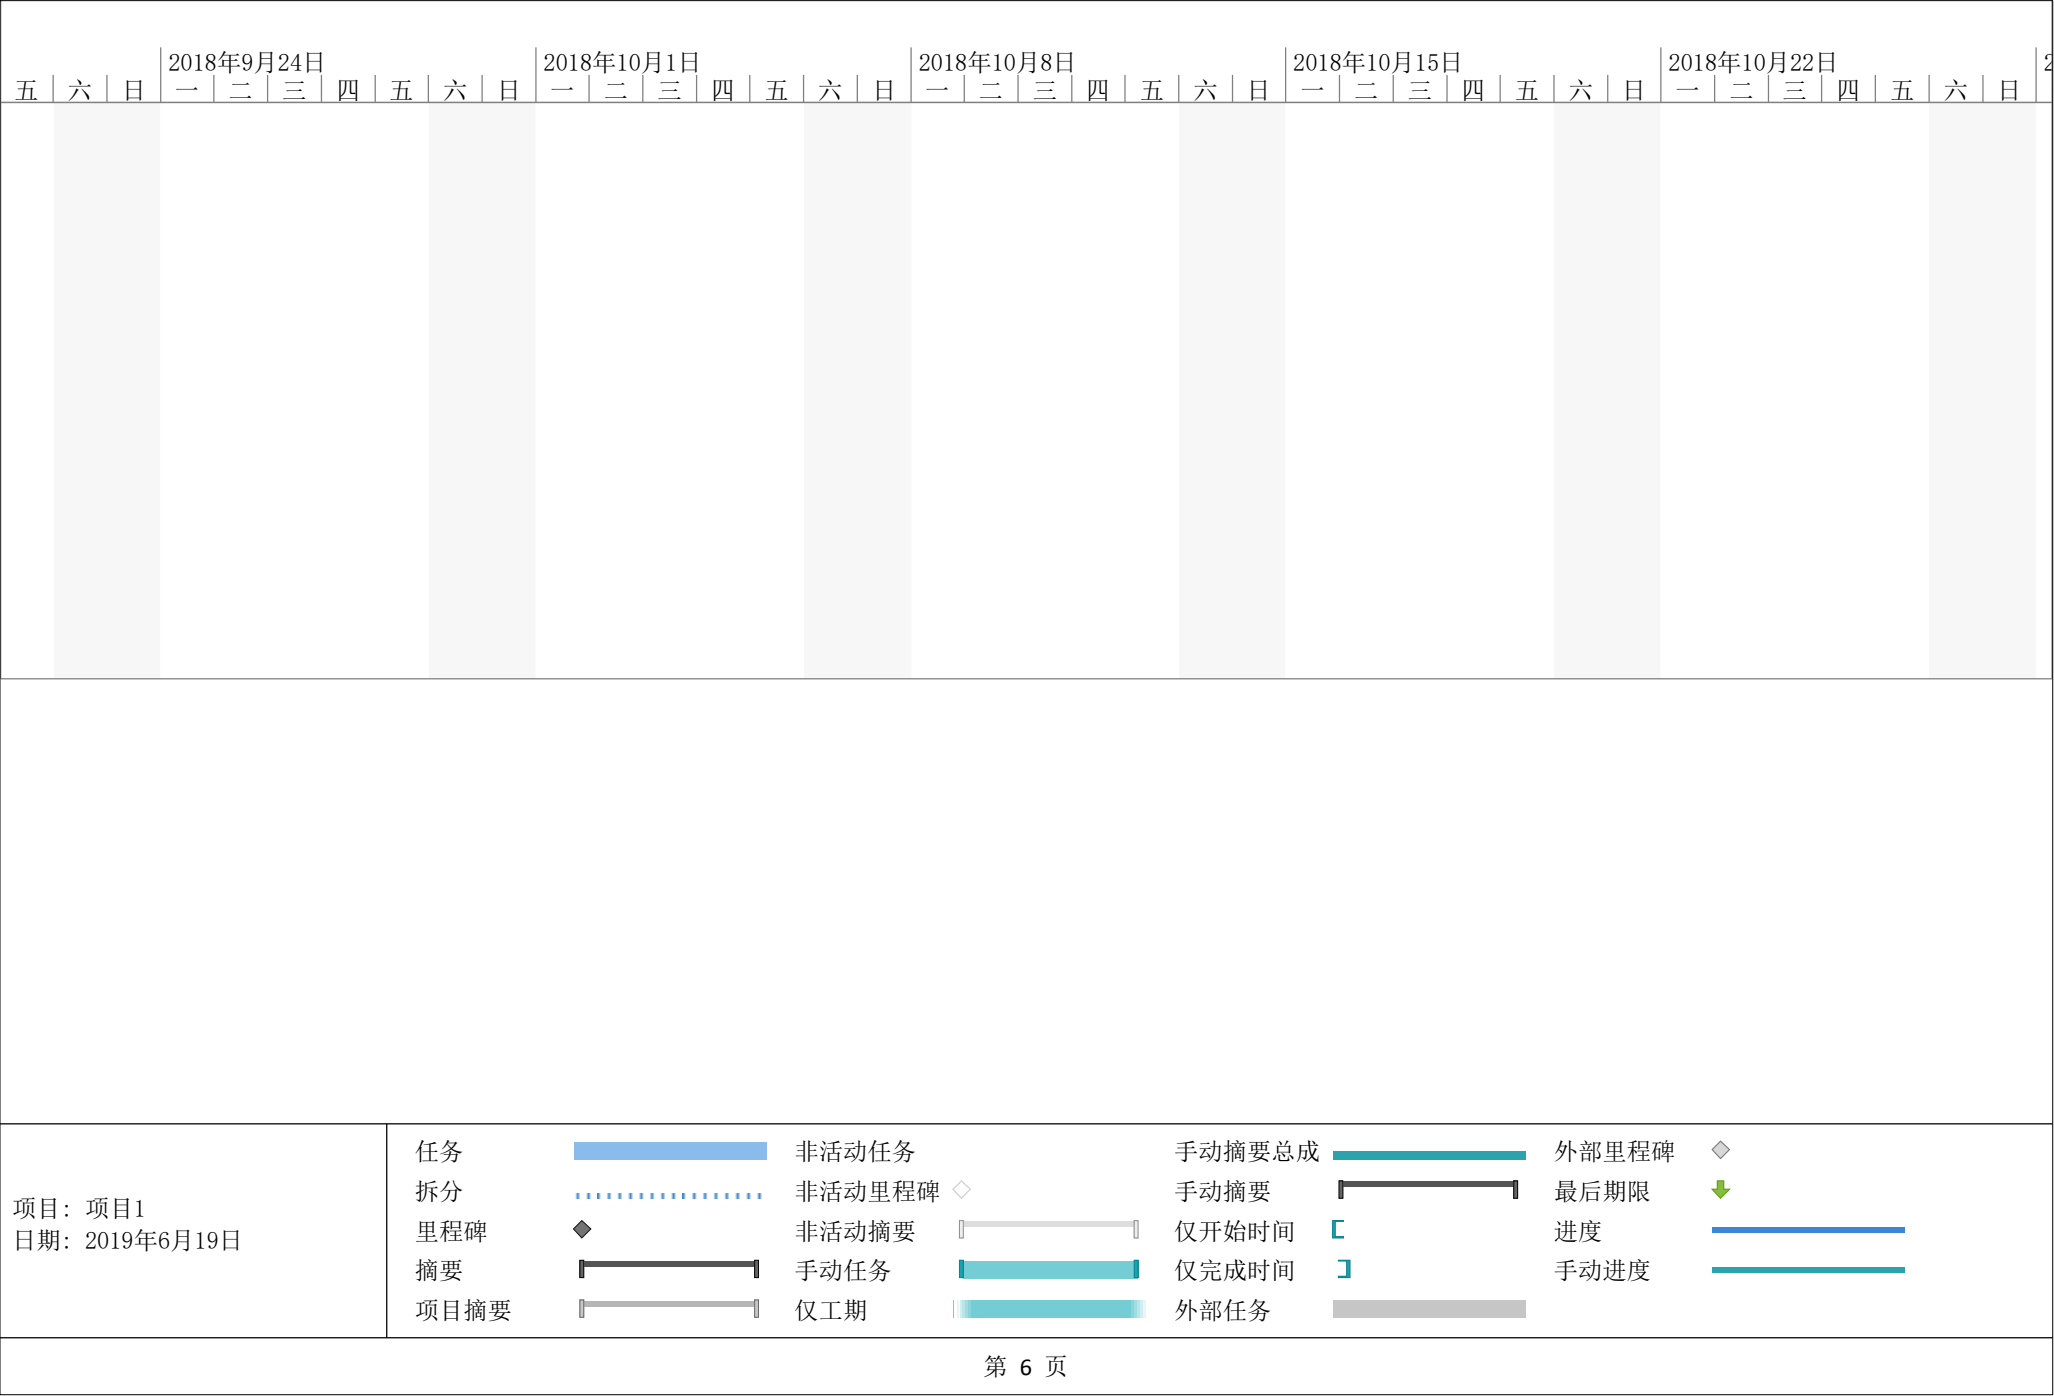 2018年9月24日 2018年10月1日 2018年10月8日 2018年10月15日 2018年10月22日 2
五 六 日 一 二 三 四 五 六 日 一 二 三 四 五 六 日 一 二 三 四 五 六 日 一 二 三 四 五 六 日 一 二 三 四 五 六 日
项目: 项目1
日期: 2019年6月19日
任务
拆分
里程碑
摘要
项目摘要
非活动任务
非活动里程碑
非活动摘要
手动任务
仅工期
手动摘要总成
手动摘要
仅开始时间
仅完成时间
外部任务
外部里程碑
最后期限
进度
手动进度
第 6 页